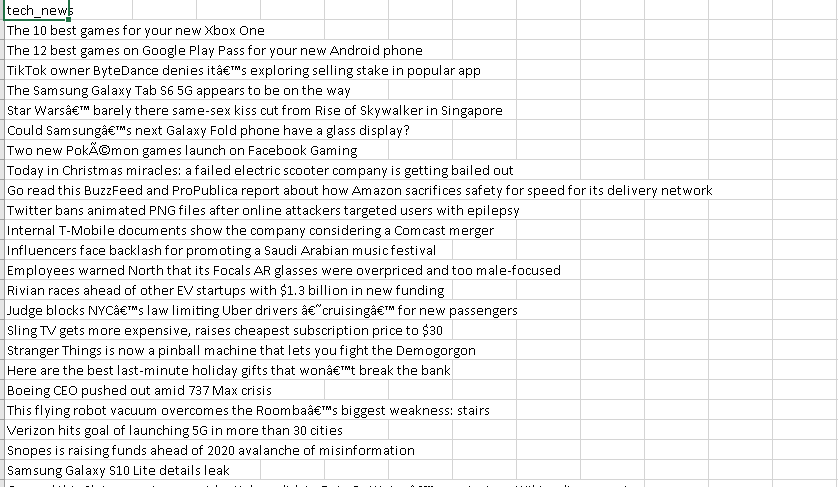 tech_news
The 10 best games for your new Xbox One
The 12 best games on Google Play Pass for your new Android phone
TikTok owner ByteDance denies itâ€™s exploring selling stake in popular app
The Samsung Galaxy Tab S6 5G appears to be on the way
Star Warsâ€™ barely there same-sex kiss cut from Rise of Skywalker in Singapore
Could Samsungâ€™s next Galaxy Fold phone have a glass display?
Two new PokÃ©mon games launch on Facebook Gaming
Today in Christmas miracles: a failed electric scooter company is getting bailed out
Go read this BuzzFeed and ProPublica report about how Amazon sacrifices safety for speed for its delivery network
Twitter bans animated PNG files after online attackers targeted users with epilepsy
Internal T-Mobile documents show the company considering a Comcast merger
Influencers face backlash for promoting a Saudi Arabian music festival
Employees warned North that its Focals AR glasses were overpriced and too male-focused
Rivian races ahead of other EV startups with $1.3 billion in new funding
Judge blocks NYCâ€™s law limiting Uber drivers â€˜cruisingâ€™ for new passengers
Sling TV gets more expensive, raises cheapest subscription price to $30
Stranger Things is now a pinball machine that lets you fight the Demogorgon
Here are the best last-minute holiday gifts that wonâ€™t break the bank
Boeing CEO pushed out amid 737 Max crisis
This flying robot vacuum overcomes the Roombaâ€™s biggest weakness: stairs
Verizon hits goal of launching 5G in more than 30 cities
Snopes is raising funds ahead of 2020 avalanche of misinformation
Samsung Galaxy S10 Lite details leak